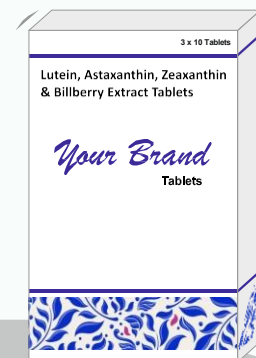 3 x 10 Tablets
Lutein, Astaxanthin, Zeaxanthin
& Billberry Extract Tablets
Your Brand
Tablets